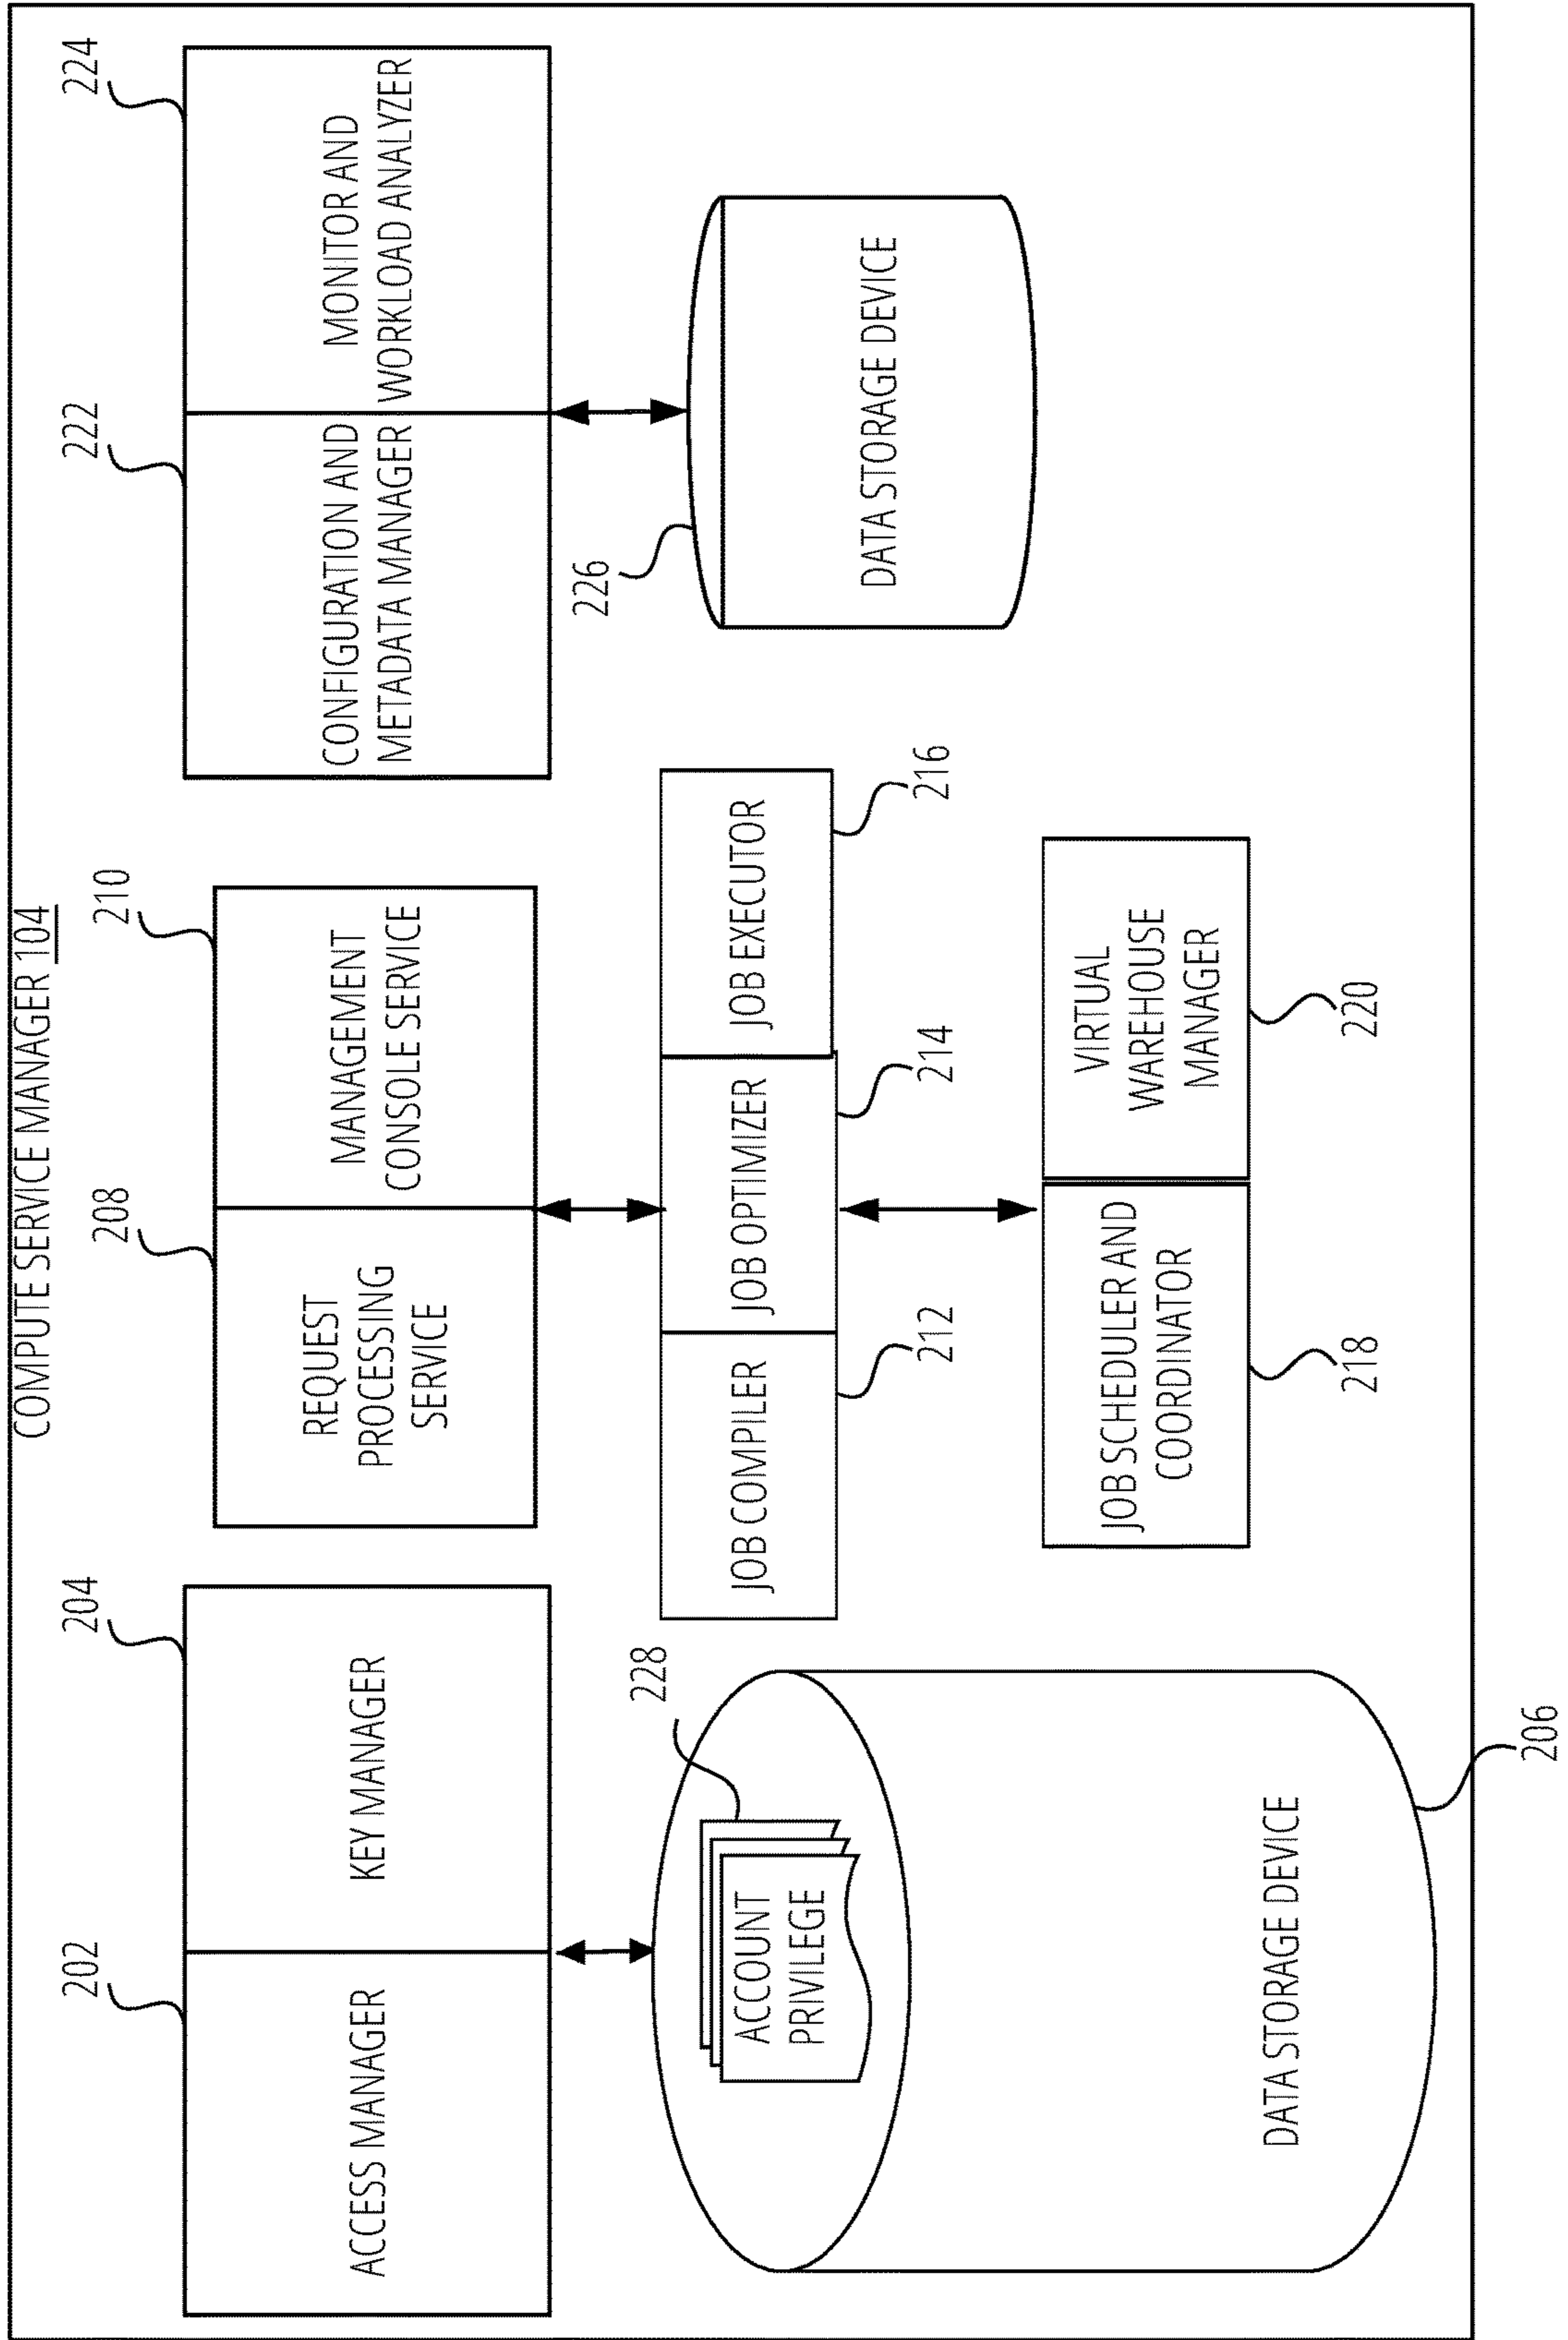 COMPUTE SERVICE MANAGER 104
202
204
ACCESS MANAGER
KEY MANAGER
228
ACCOUNT
PRIVILEGE
DATA STORAGE DEVICE
206
208
210
REQUEST
PROCESSING
SERVICE
MANAGEMENT
CONSOLE SERVICE
JOB COMPILER
JOB OPTIMIZER
JOB EXECUTOR
212
214
216
JOB SCHEDULER AND
COORDINATOR
VIRTUAL
WAREHOUSE
MANAGER
218
220
222
224
CONFIGURATION AND
METADATA MANAGER
MONITOR AND
WORKLOAD ANALYZER
226
DATA STORAGE DEVICE